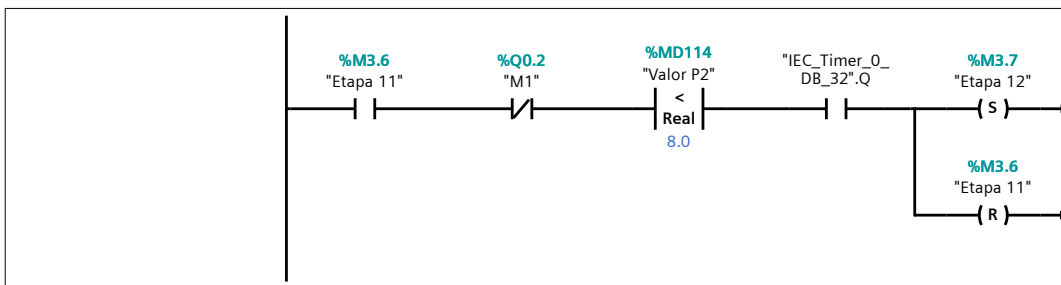 %M3.6
"Etapa 11"
%Q0.2
"M1"
%MD114
"Valor P2"
<
Real
8.0
"IEC_Timer_0_
DB_32".Q
%M3.7
"Etapa 12"
S
%M3.6
"Etapa 11"
R